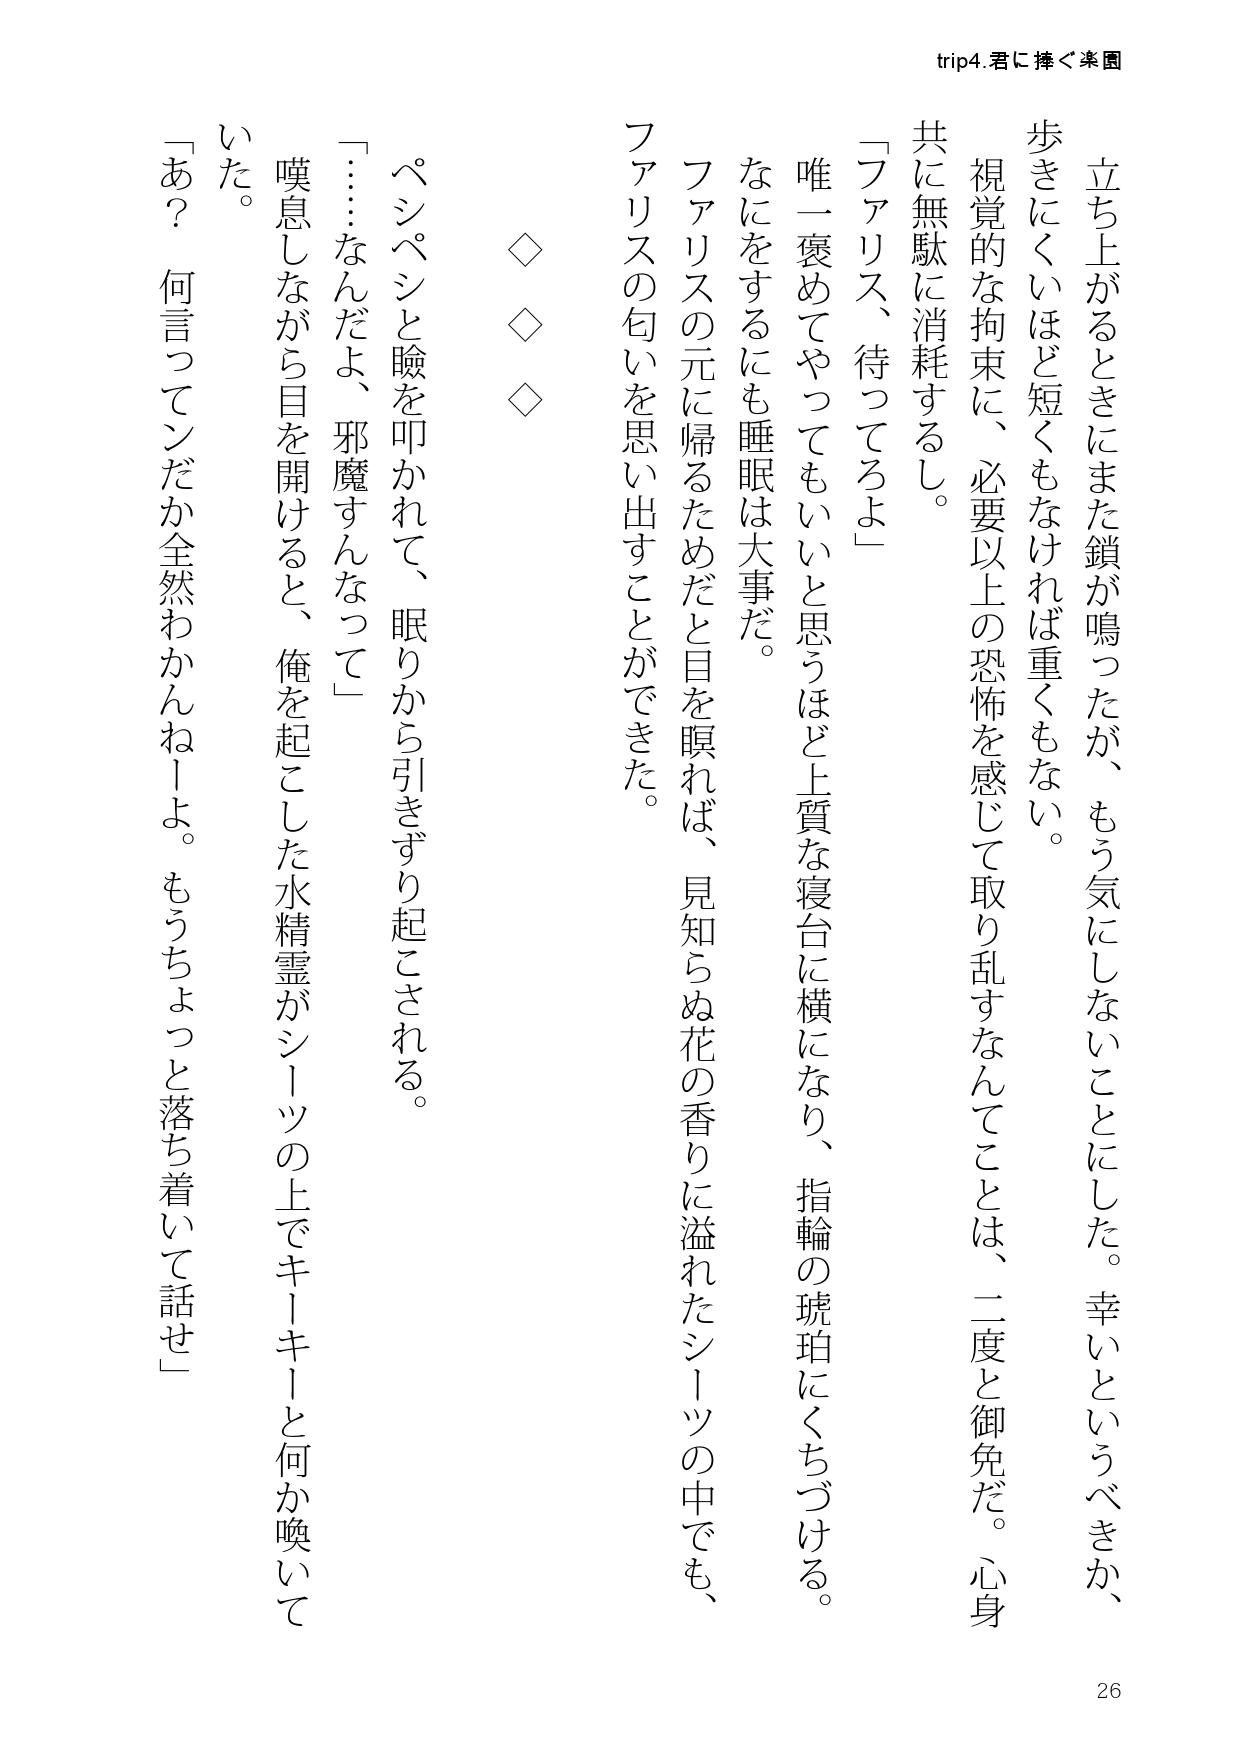 trip4.君に捧ぐ楽園
　立ち上がるときにまた鎖が鳴ったが、もう気にしないことにした。幸いというべきか、
歩きにくいほど短くもなければ重くもない。
　視覚的な拘束に、必要以上の恐怖を感じて取り乱すなんてことは、二度と御免だ。心身
共に無駄に消耗するし。
「ファリス、待ってろよ」
　唯一褒めてやってもいいと思うほど上質な寝台に横になり、指輪の琥珀にくちづける。
　なにをするにも睡眠は大事だ。
　ファリスの元に帰るためだと目を瞑れば、見知らぬ花の香りに溢れたシーツの中でも、
ファリスの匂いを思い出すことができた。
◇　◇　◇
　ペシペシと瞼を叩かれて、眠りから引きずり起こされる。
「……なんだよ、邪魔すんなって」
　嘆息しながら目を開けると、俺を起こした水精霊がシーツの上でキーキーと何か喚いて
いた。
「あ？　何言ってンだか全然わかんねーよ。もうちょっと落ち着いて話せ」
26